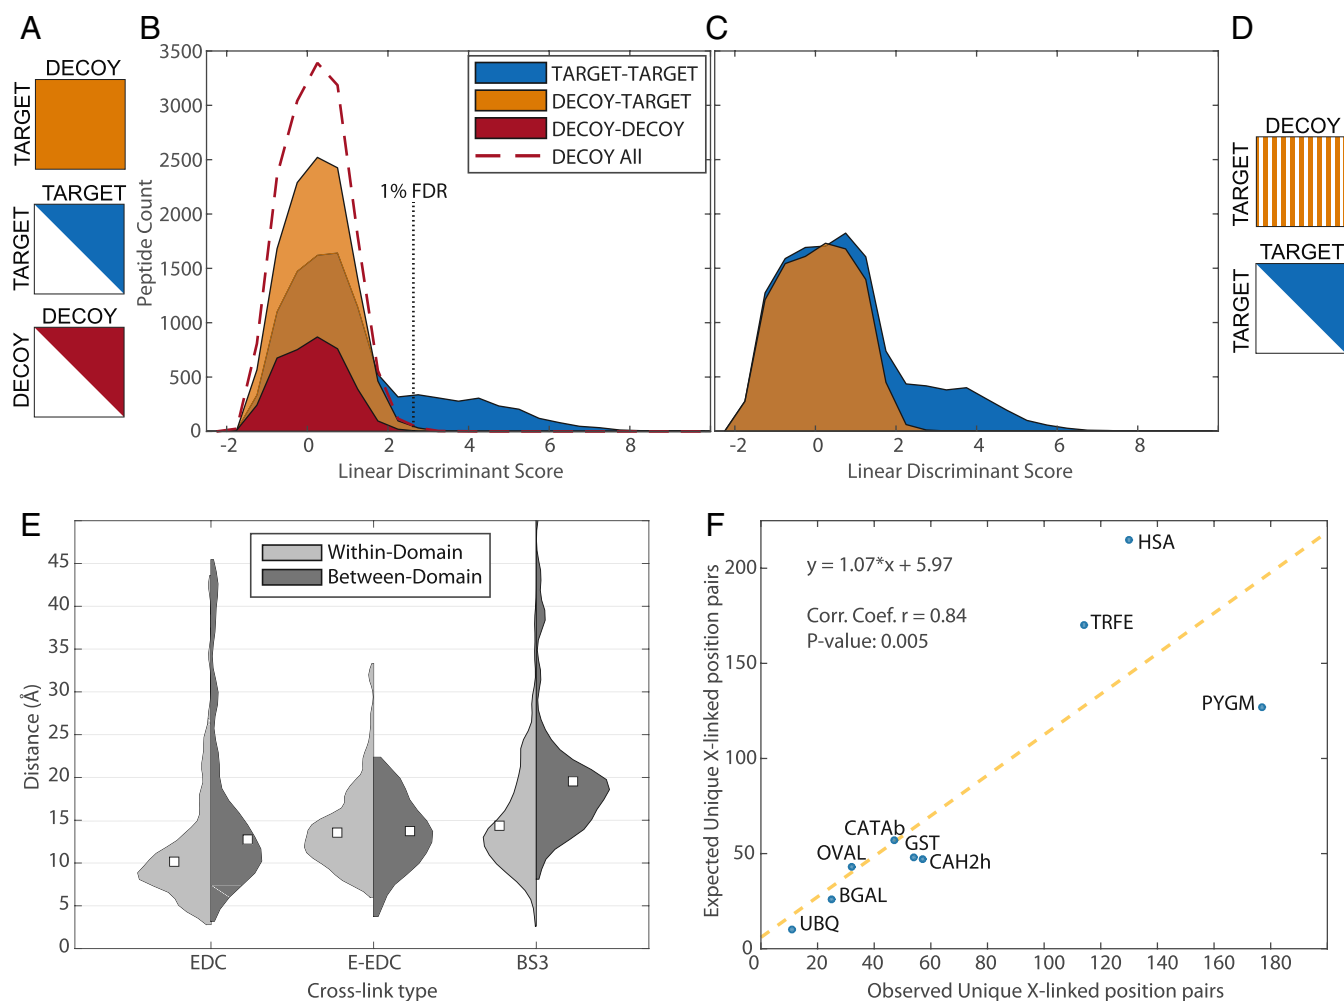 A
DECOY
TARGET
TARGET
TARGET
DECOY
DECOY
B
3500
3000
2500
2000
1500
1000
500
0
Peptide Count
-2
0
2
4
6
8
Linear Discriminant Score
TARGET-TARGET
DECOY-TARGET
DECOY-DECOY
DECOY All
1% FDR
C
-2
0
2
4
6
8
Linear Discriminant Score
D
DECOY
TARGET
TARGET
TARGET
E
Within-Domain
Between-Domain
45
40
35
30
25
20
15
10
5
0
Distance (Å)
EDC
E-EDC
BS3
Cross-link type
F
y = 1.07*x + 5.97
Corr. Coef. r = 0.84
P-value: 0.005
HSA
TRFE
PYGM
CATAb
GST
OVAL
CAH2h
BGAL
UBQ
200
150
100
50
0
Expected Unique X-linked position pairs
0
20
40
60
80
100
120
140
160
180
Observed Unique X-linked position pairs